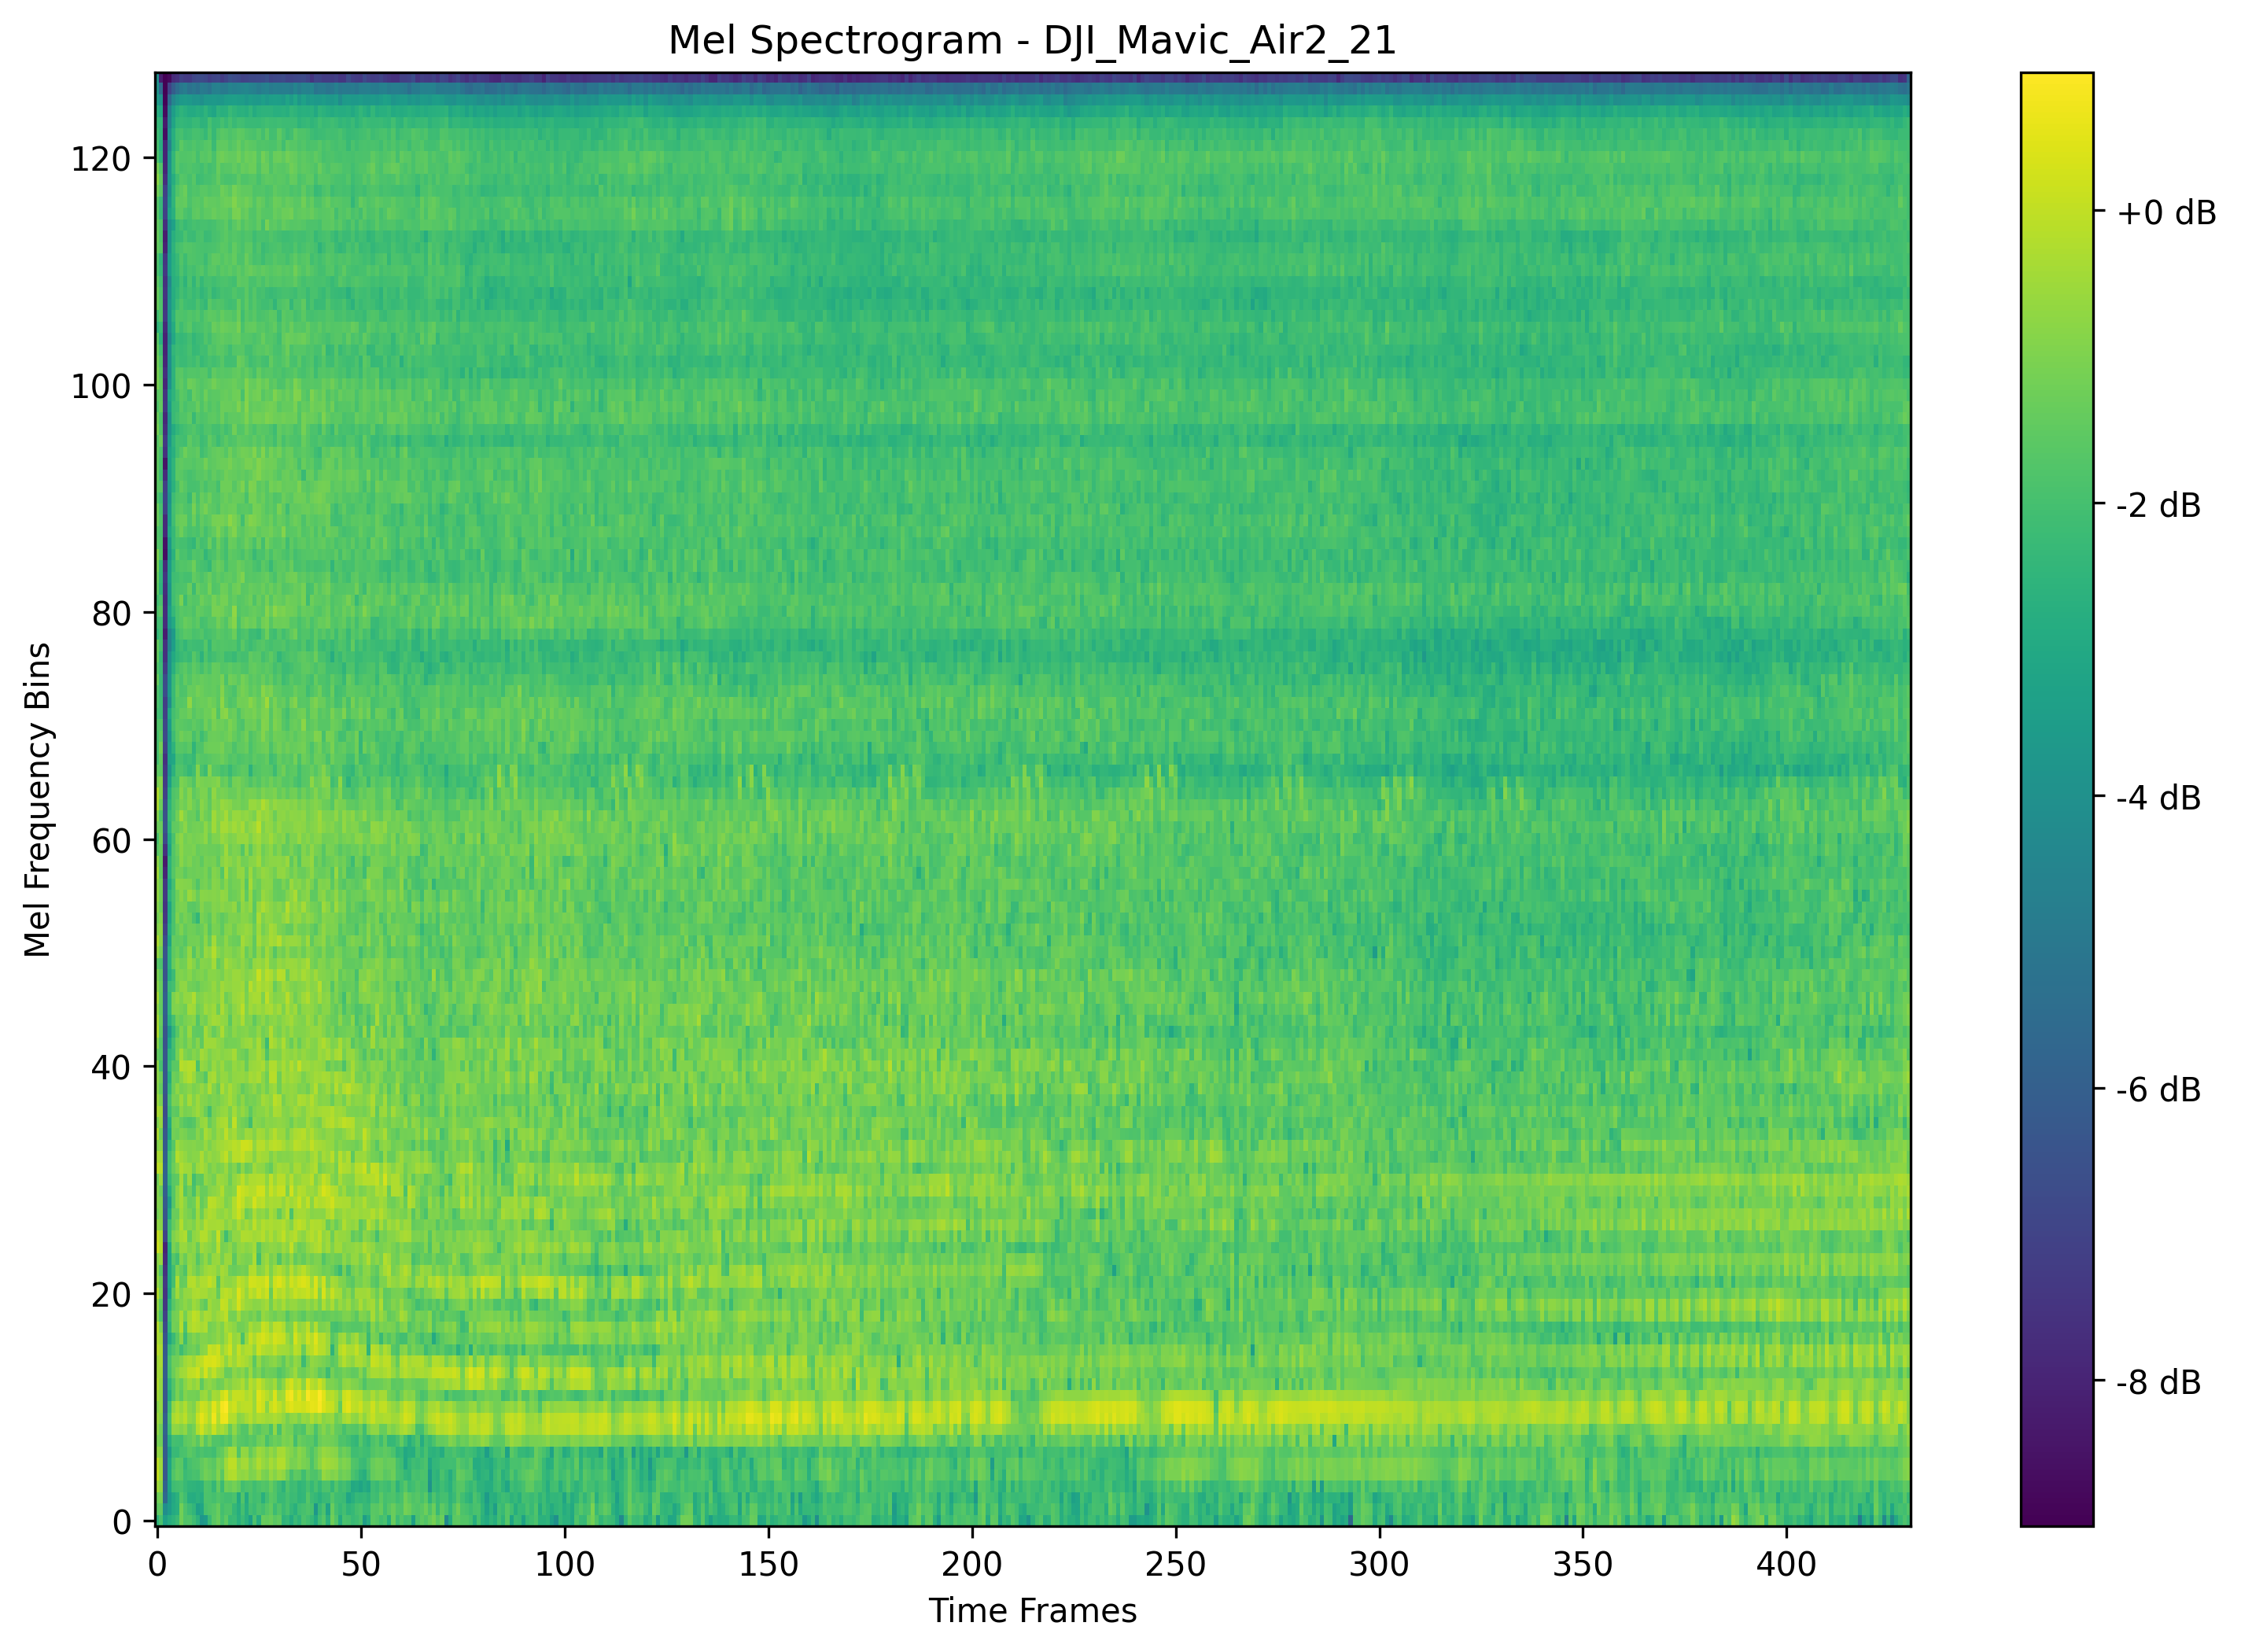 Mel Spectrogram - DJI_Mavic_Air2_21
Mel Frequency Bins
120
100
80
60
40
20
0
0 50 100 150 200 250 300 350 400
Time Frames
+0 dB
-2 dB
-4 dB
-6 dB
-8 dB